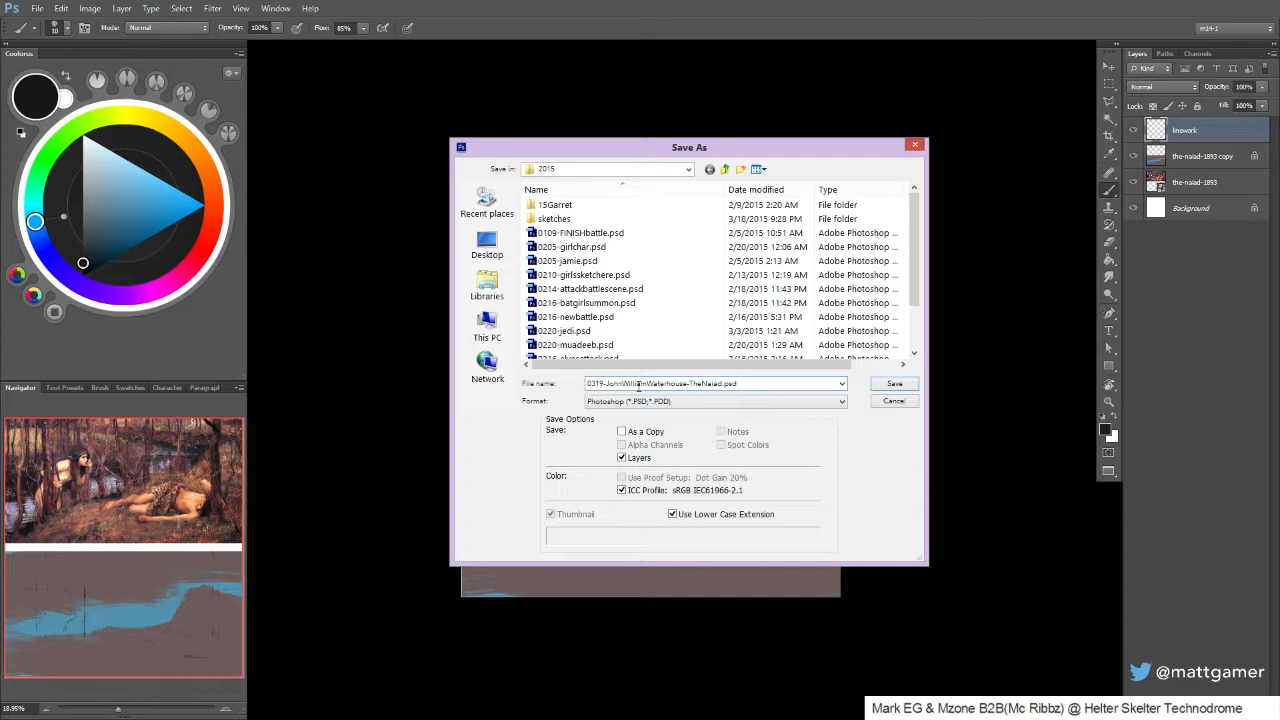 Ps File Edit Image Layer Type Select Filter View Window Help
10 Mode: Normal Opacity: 100% Flow: 85% m14-1
Coolorus
Layers Paths Channels
Kind
Normal Opacity: 100%
Lock: Fill: 100%
linework
the-naiad-1893 copy
the-naiad-1893
Background
Save As
Save in: 2015
Name Date modified Type
15Garret 2/9/2015 2:20 AM File folder
sketches 3/18/2015 9:28 PM File folder
0109-FINISHbattle.psd 2/5/2015 10:51 AM Adobe Photoshop ...
0205-girlchar.psd 2/20/2015 12:06 AM Adobe Photoshop ...
0205-jamie.psd 2/5/2015 2:13 AM Adobe Photoshop ...
0210-girlssketchere.psd 2/13/2015 12:19 AM Adobe Photoshop ...
0214-attackbattlescene.psd 2/18/2015 11:43 PM Adobe Photoshop ...
0216-batgirlsummon.psd 2/18/2015 11:42 PM Adobe Photoshop ...
0216-newbattle.psd 2/16/2015 5:31 PM Adobe Photoshop ...
0220-jedi.psd 3/3/2015 1:21 AM Adobe Photoshop ...
0220-muadeeb.psd 2/20/2015 1:29 AM Adobe Photoshop ...
Recent places
Desktop
Libraries
This PC
Network
File name: 0319-JohnWilliamWaterhouse-TheNaiad.psd Save
Format: Photoshop (*.PSD;*.PDD) Cancel
Save Options
Save: As a Copy Notes
Alpha Channels Spot Colors
Layers
Color: Use Proof Setup: Dot Gain 20%
ICC Profile: sRGB IEC61966-2.1
Thumbnail Use Lower Case Extension
Navigator Tool Presets Brush Swatches Character Paragraph
18.95%
@mattgamer
Mark EG & Mzone B2B(Mc Ribbz) @ Helter Skelter Technodrome